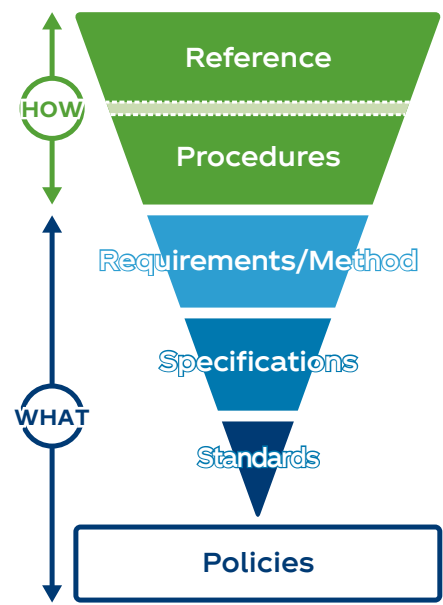 Reference
HOW
Procedures
Requirements/Method
Specifications
WHAT
Standards
Policies